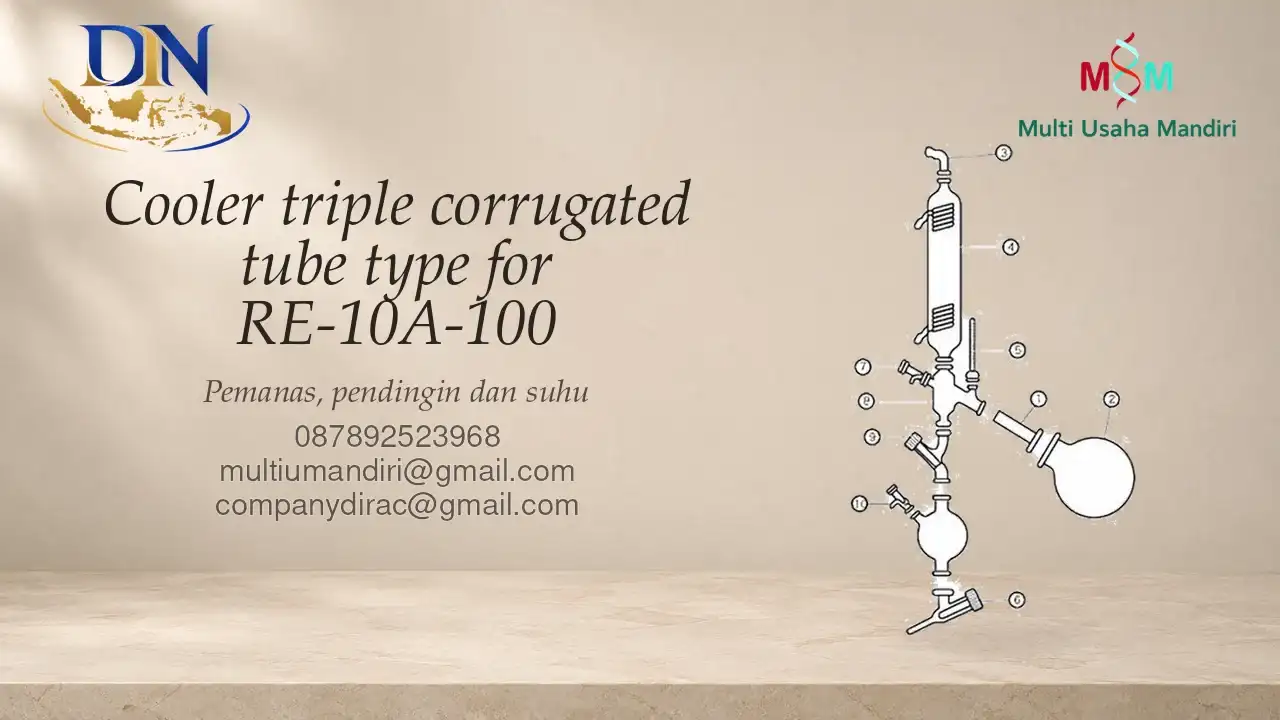 DIN
MSM
Multi Usaha Mandiri
Cooler triple corrugated
tube type for
RE-10A-100
Pemanas, pendingin dan suhu
087892523968
multiumandiri@gmail.com
companydirac@gmail.com
3
4
5
7
8
1
2
9
10
6